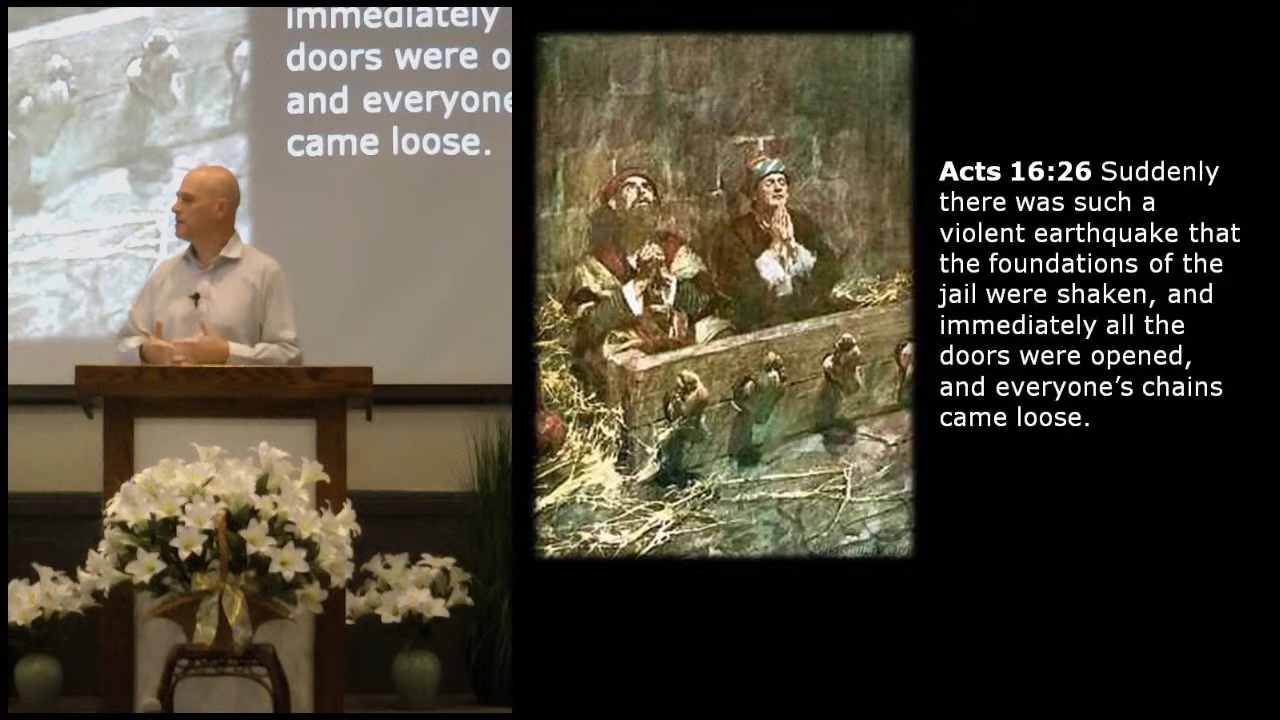 immediately
doors were o
and everyone
came loose.
Acts 16:26 Suddenly
there was such a
violent earthquake that
the foundations of the
jail were shaken, and
immediately all the
doors were opened,
and everyone’s chains
came loose.